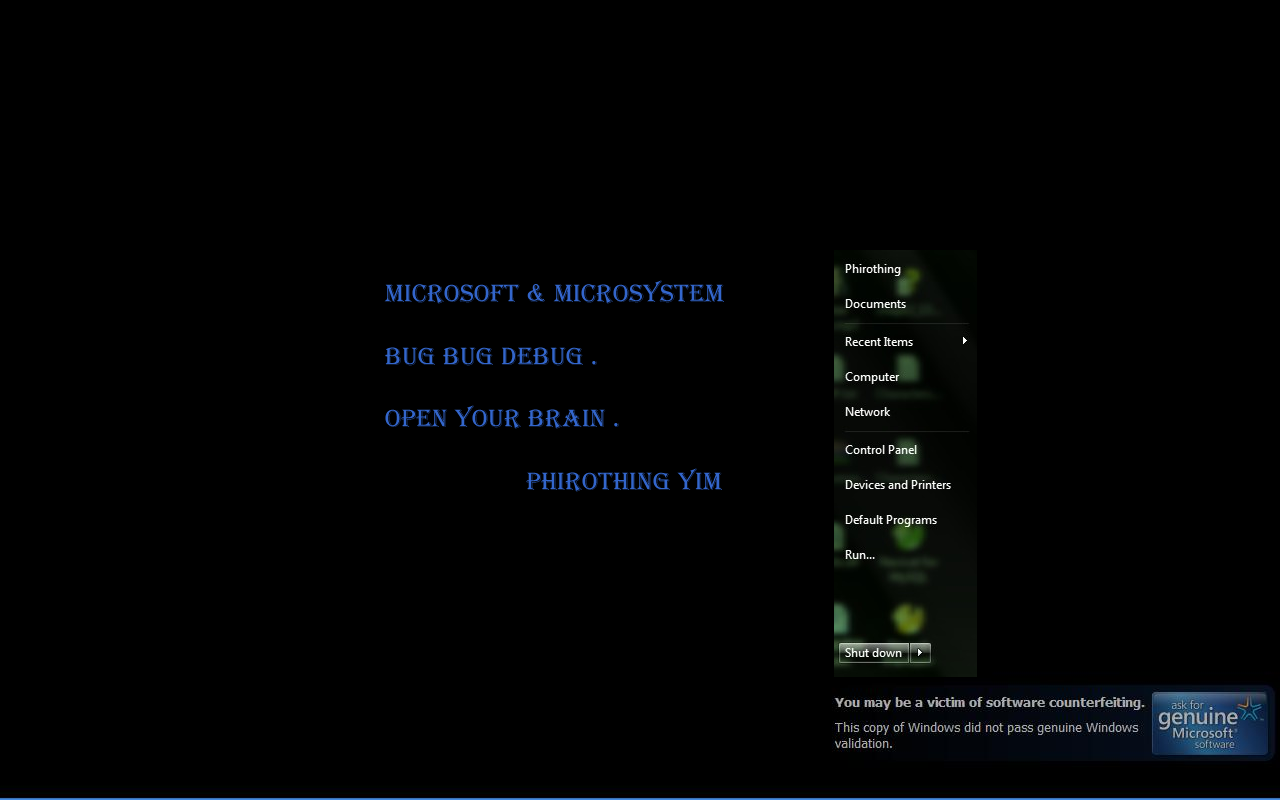 MICROSOFT & MICROSYSTEM
BUG BUG DEBUG .
OPEN YOUR BRAIN .
PHIROTHING YIM
Phirothing
Documents
Recent Items
Computer
Network
Control Panel
Devices and Printers
Default Programs
Run...
Shut down
You may be a victim of software counterfeiting.
This copy of Windows did not pass genuine Windows
validation.
ask for
genuine
Microsoft®
software